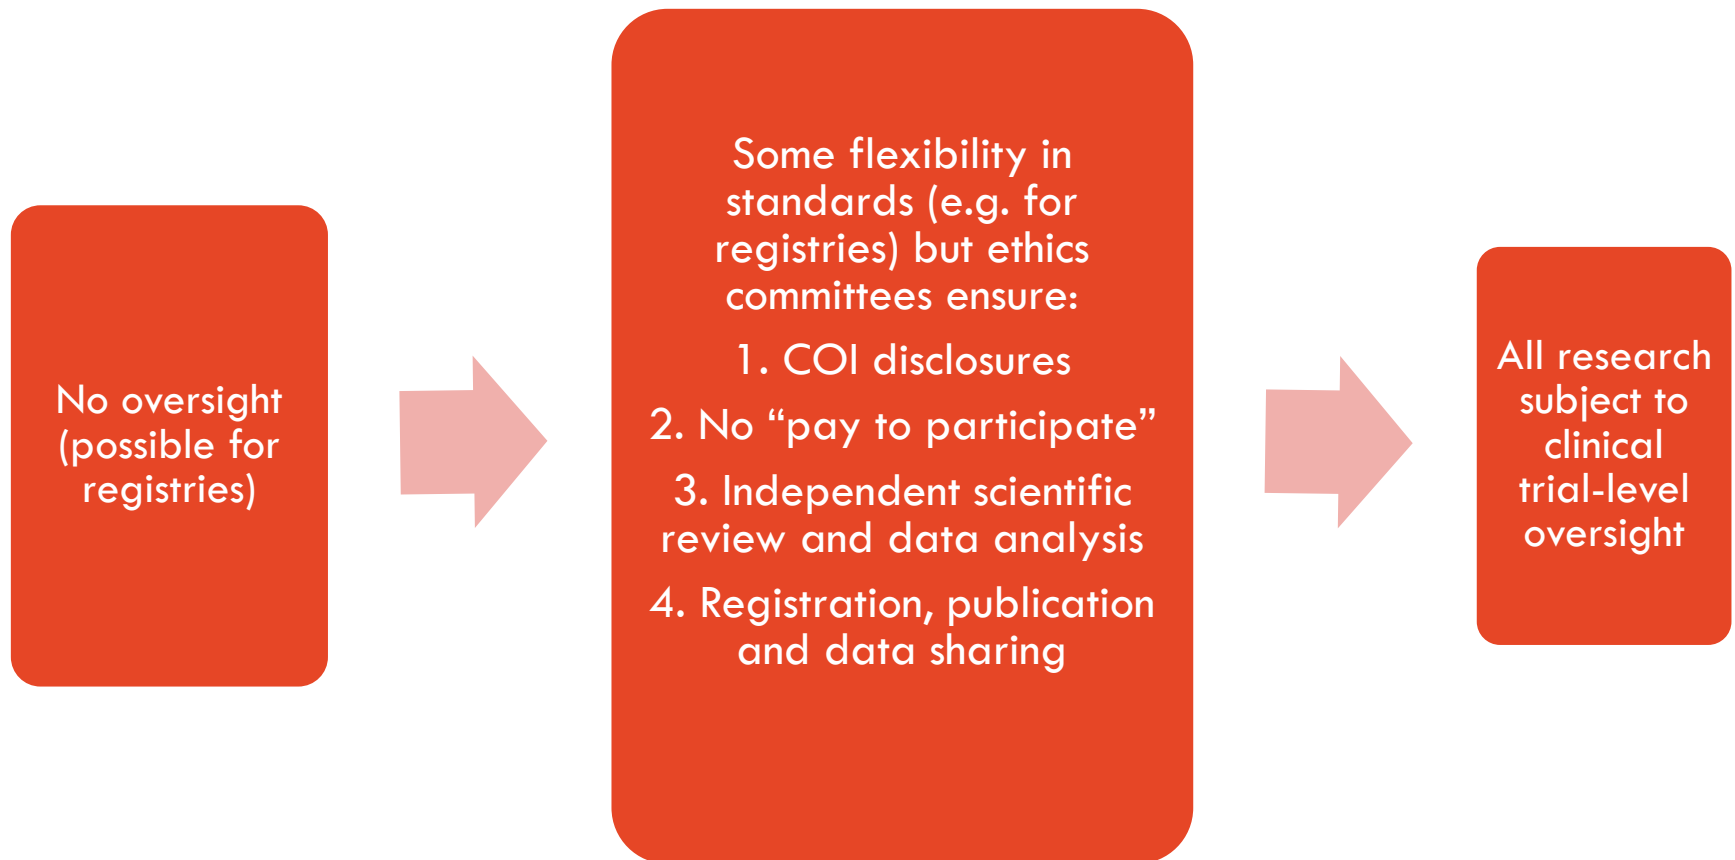 No oversight
(possible for
registries)
Some flexibility in
standards (e.g. for
registries) but ethics
committees ensure:
1. COI disclosures
2. No “pay to participate”
3. Independent scientific
review and data analysis
4. Registration, publication
and data sharing
All research
subject to
clinical
trial-level
oversight